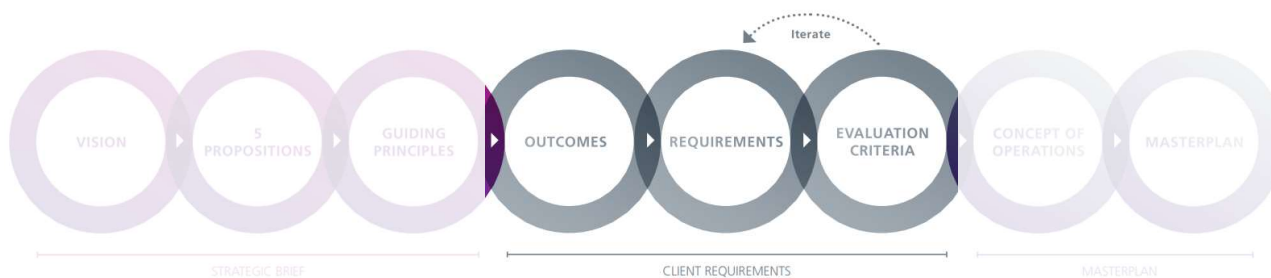 Iterate
VISION
5
PROPOSITIONS
GUIDING
PRINCIPLES
OUTCOMES
REQUIREMENTS
EVALUATION
CRITERIA
CONCEPT OF
OPERATIONS
MASTERPLAN
STRATEGIC BRIEF
CLIENT REQUIREMENTS
MASTERPLAN